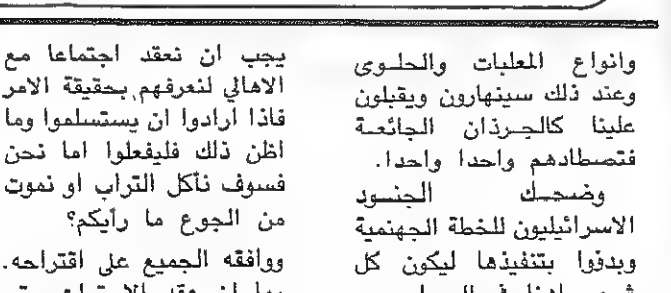 وانواع المعلبات والحلوى
وعند ذلك سينهارون ويقبلون
علينا كالجرذان الجائعة
فتصطادهم واحدا واحدا.
وضحك الجنود
الاسرائيليون للخطة الجهنمية
وبدؤوا بتنفيذها ليكون كل
يجب ان نعقد اجتماعا مع
الاهالي لنعرفهم بحقيقة الامر
فاذا ارادوا ان يستسلموا وما
اظن ذلك فليفعلوا اما نحن
فسوف نأكل التراب او نموت
من الجوع ما رأيكم؟
ووافقه الجميع على اقتراحه.